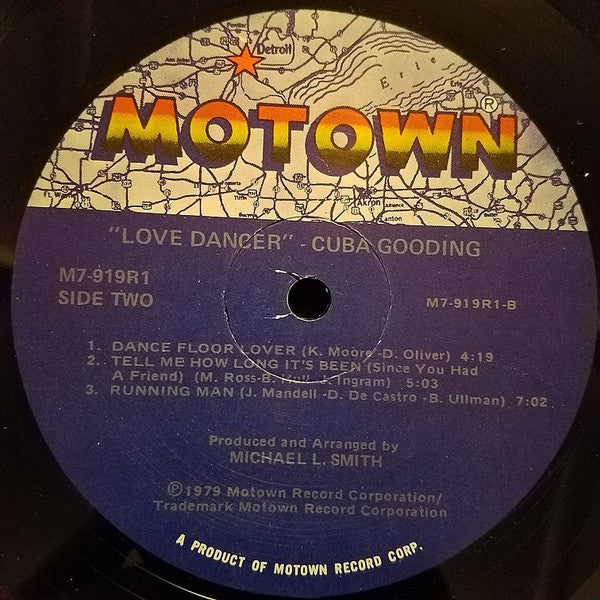 Detroit
Erie
MOTOWN®
Akron
Canton
"LOVE DANCER" - CUBA GOODING
M7-919R1
SIDE TWO
M7-919R1-B
1. DANCE FLOOR LOVER (K. Moore-D. Oliver) 4:19
2. TELL ME HOW LONG IT'S BEEN (Since You Had
A Friend) (M. Ross-B. J. Ingram) 5:03
3. RUNNING MAN (J. Mandell -D. De Castro -B. Ullman) 7:02
Produced and Arranged by
MICHAEL L. SMITH
℗1979 Motown Record Corporation/
Trademark Motown Record Corporation
A PRODUCT OF MOTOWN RECORD CORP.